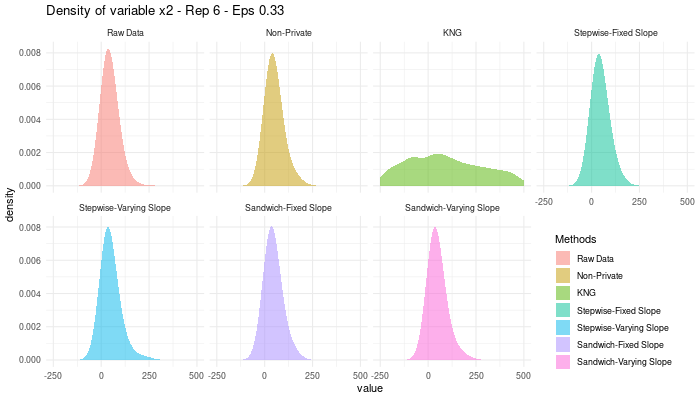 Density of variable x2 - Rep 6 - Eps 0.33
Raw Data
Non-Private
KNG
Stepwise-Fixed Slope
0.008
0.006
0.004
0.002
0.000
-250
0
250
500
density
Stepwise-Varying Slope
Sandwich-Fixed Slope
Sandwich-Varying Slope
0.008
0.006
0.004
0.002
0.000
-250
0
250
500
-250
0
250
500
-250
0
250
500
value
Methods
Raw Data
Non-Private
KNG
Stepwise-Fixed Slope
Stepwise-Varying Slope
Sandwich-Fixed Slope
Sandwich-Varying Slope